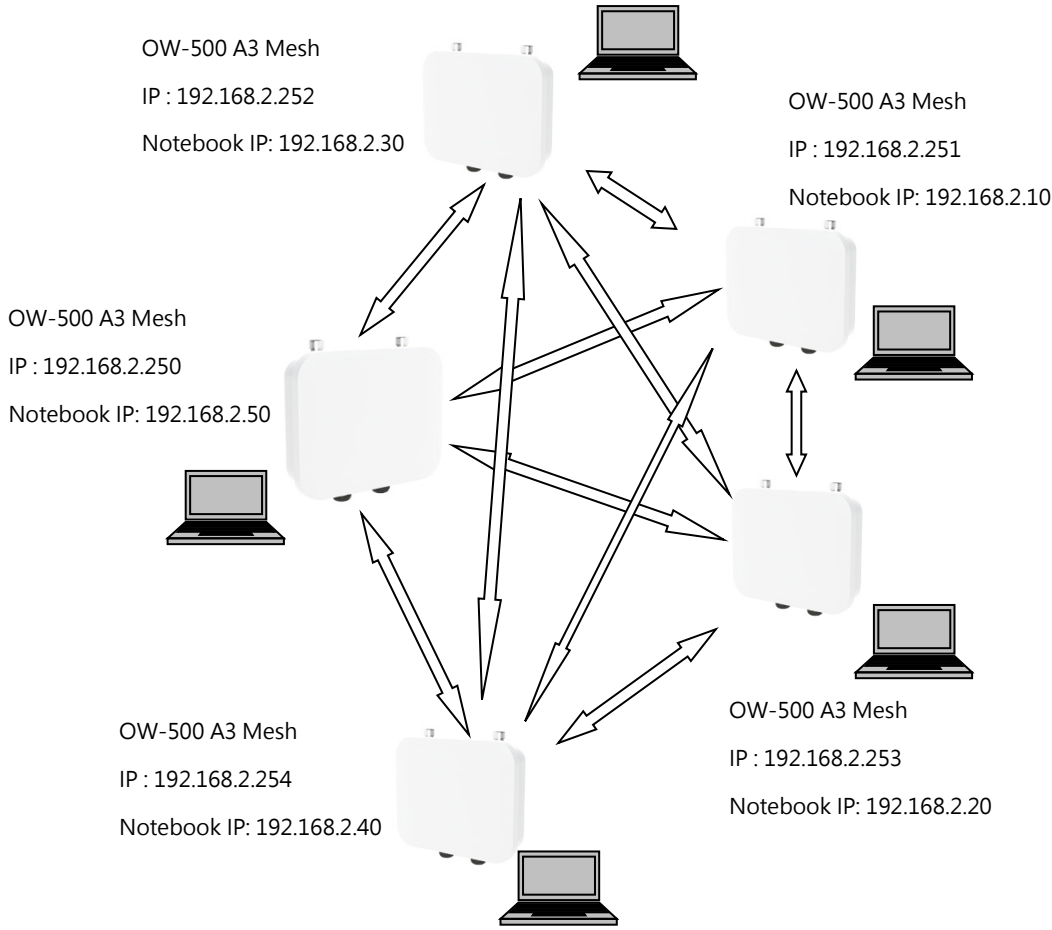 OW-500 A3 Mesh
IP : 192.168.2.252
Notebook IP: 192.168.2.30
OW-500 A3 Mesh
IP : 192.168.2.251
Notebook IP: 192.168.2.10
OW-500 A3 Mesh
IP : 192.168.2.250
Notebook IP: 192.168.2.50
OW-500 A3 Mesh
IP : 192.168.2.254
Notebook IP: 192.168.2.40
OW-500 A3 Mesh
IP : 192.168.2.253
Notebook IP: 192.168.2.20